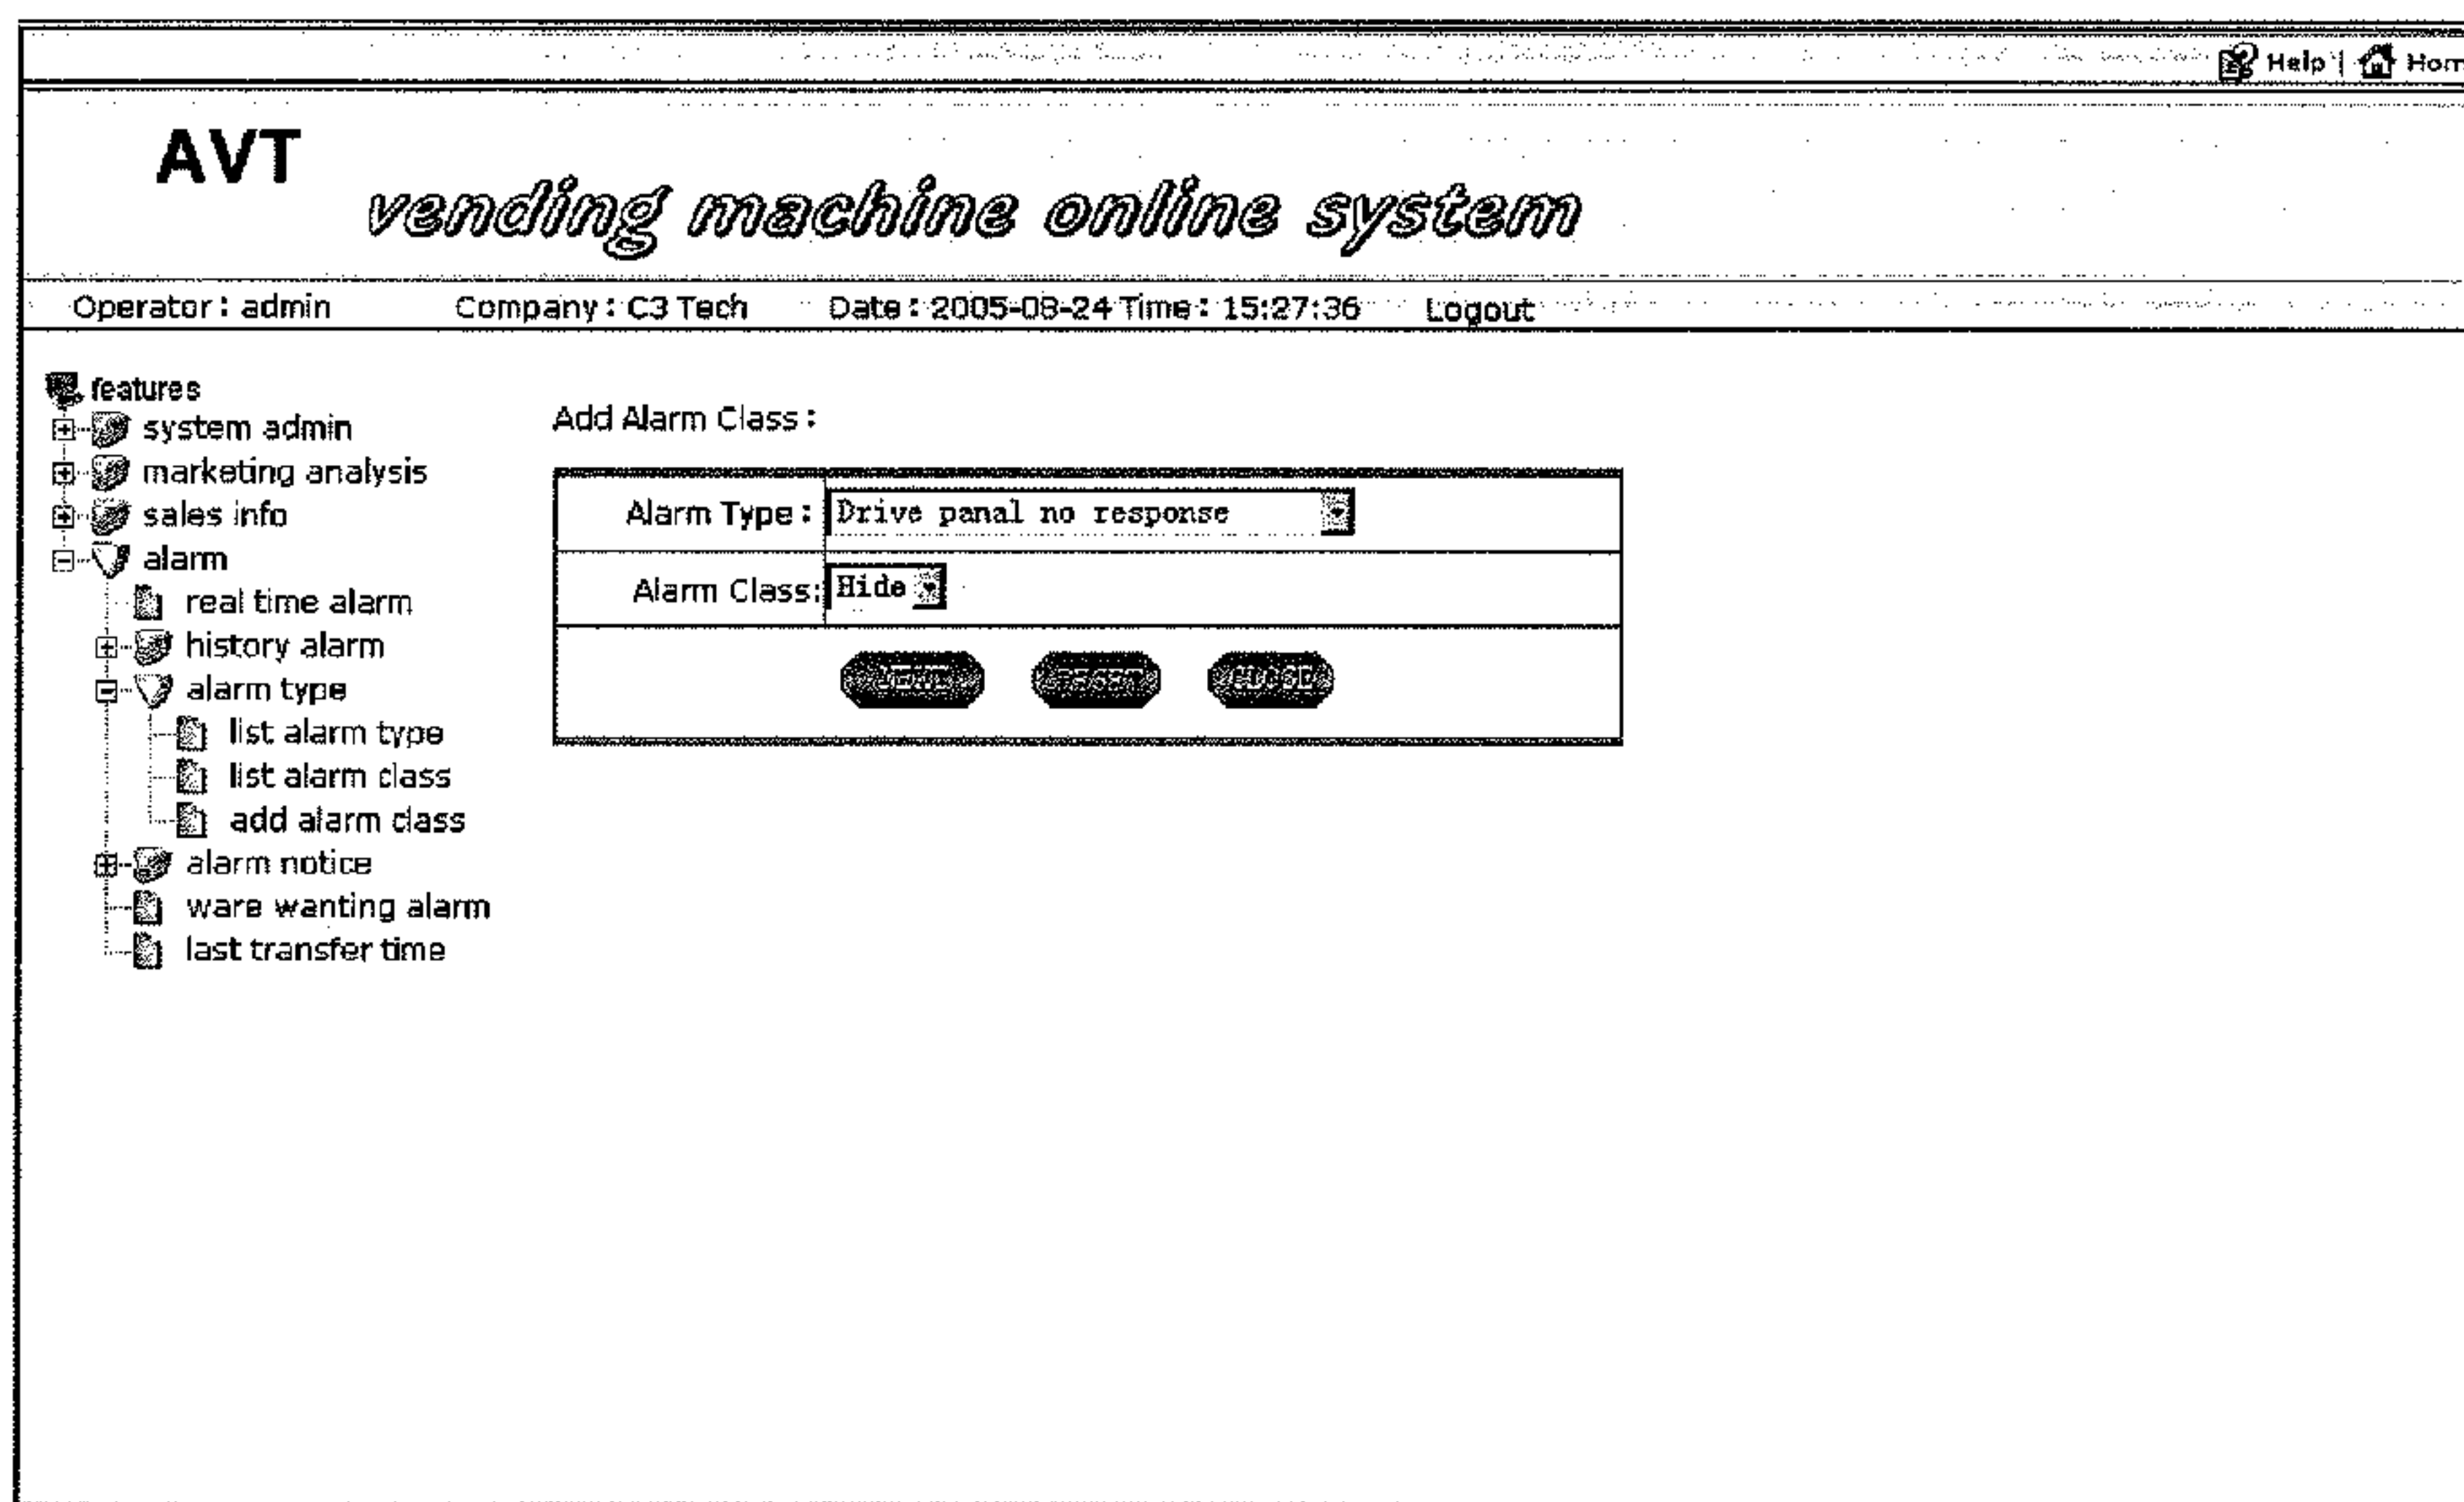 Help | Hom
AVT
vending machine online system
Operator: admin Company: C3 Tech Date: 2005-08-24 Time: 15:27:36 Logout
features
system admin
marketing analysis
sales info
alarm
real time alarm
history alarm
alarm type
list alarm type
list alarm class
add alarm class
alarm notice
ware wanting alarm
last transfer time
Add Alarm Class:
Alarm Type: Drive panal no response
Alarm Class: Hide